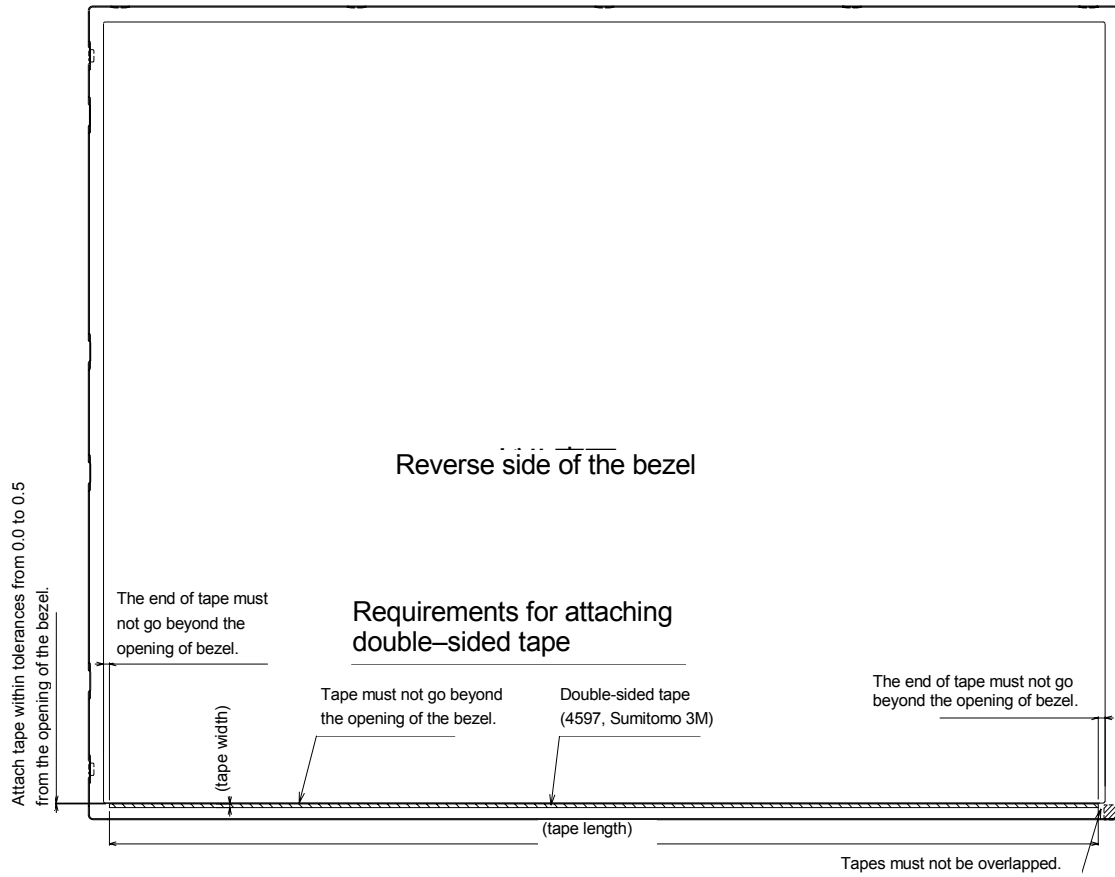 Reverse side of the bezel
Attach tape within tolerances from 0.0 to 0.5
from the opening of the bezel.
The end of tape must
not go beyond the
opening of bezel.
Requirements for attaching
double–sided tape
Tape must not go beyond
the opening of the bezel.
Double-sided tape
(4597, Sumitomo 3M)
The end of tape must not go
beyond the opening of bezel.
(tape width)
(tape length)
Tapes must not be overlapped.